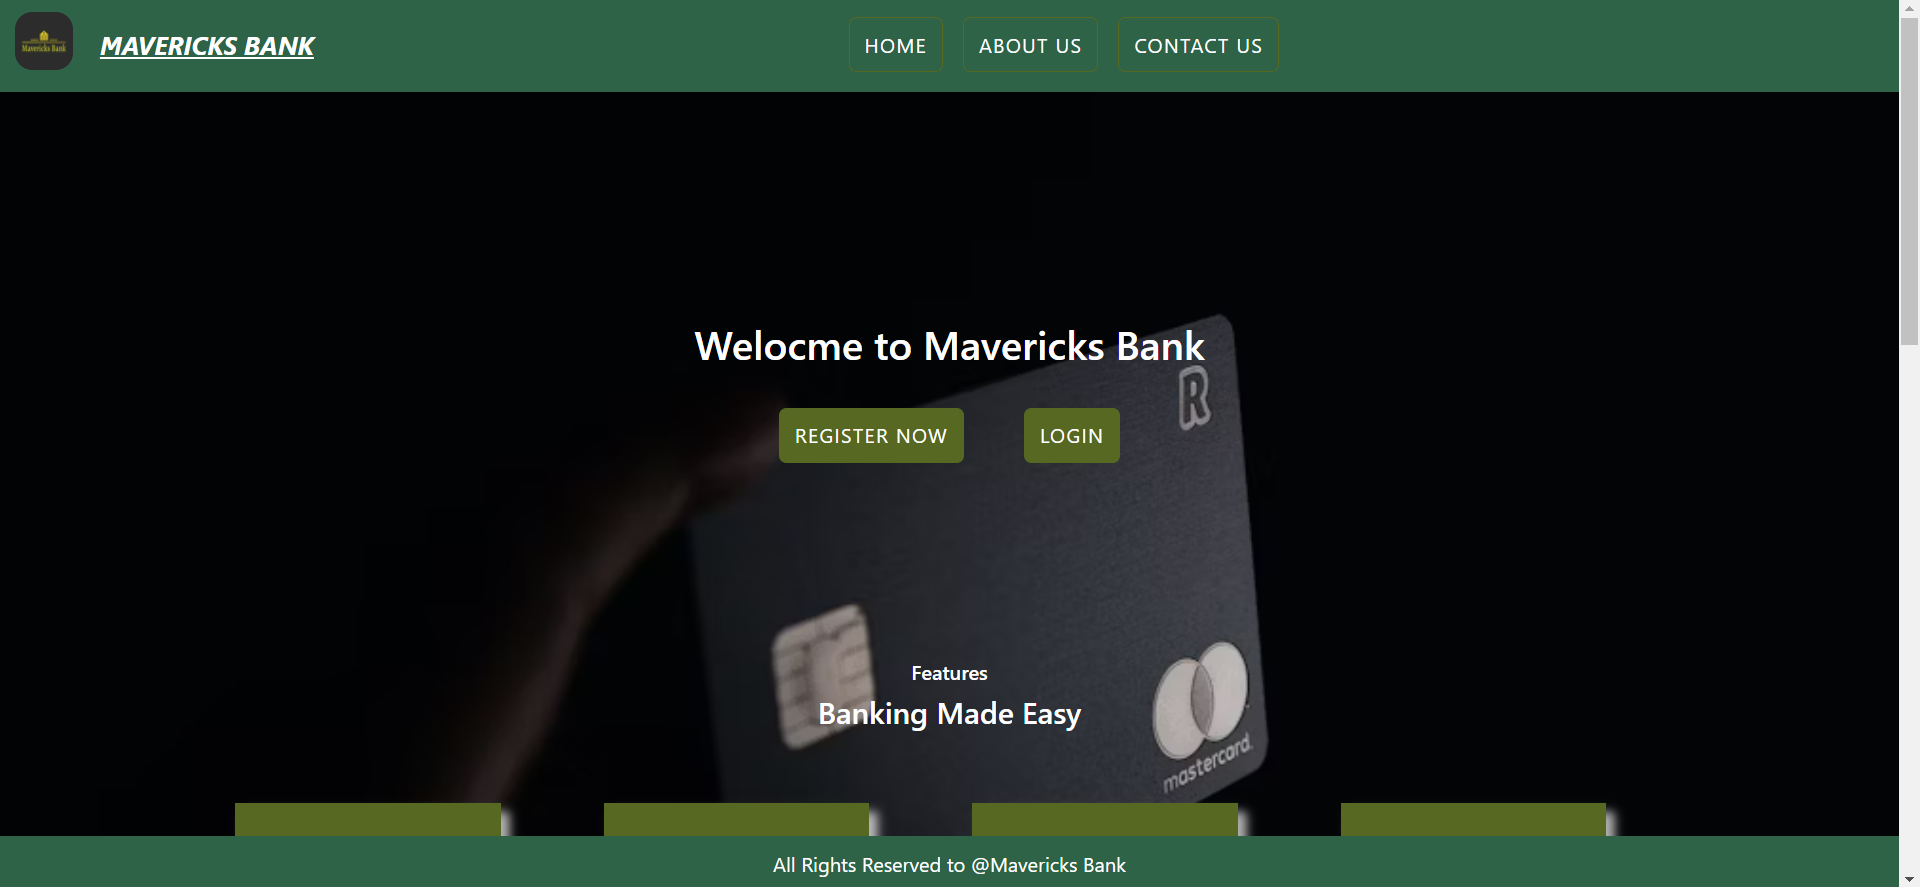 Mavericks Bank
MAVERICKS BANK
HOME
ABOUT US
CONTACT US
Welocme to Mavericks Bank
R
REGISTER NOW
LOGIN
Features
Banking Made Easy
mastercard
All Rights Reserved to @Mavericks Bank